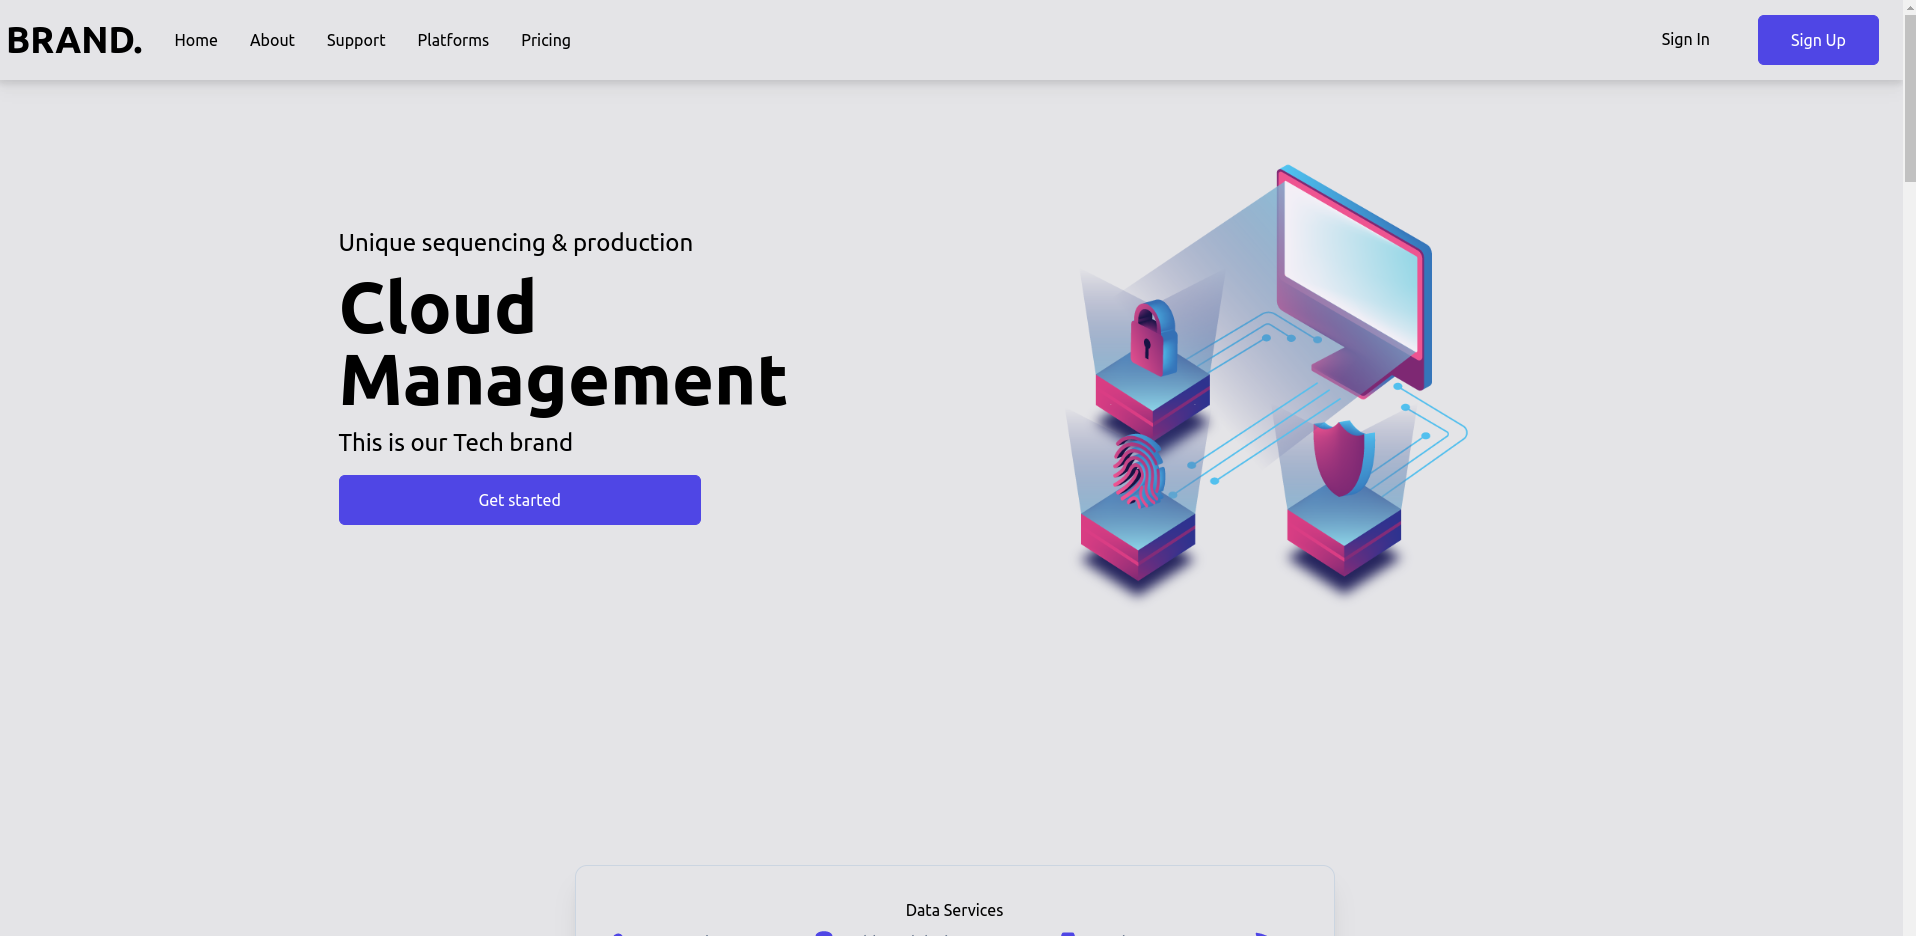 BRAND.
Home
About
Support
Platforms
Pricing
Sign In
Sign Up
Unique sequencing & production
Cloud
Management
This is our Tech brand
Get started
Data Services